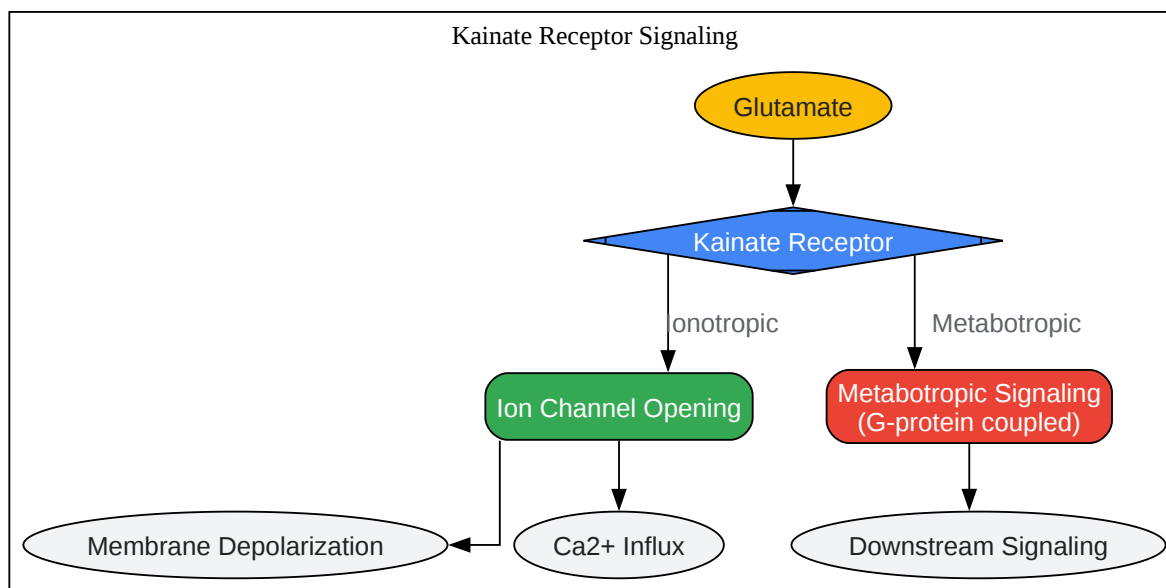 Kainate Receptor Signaling
Glutamate
Kainate Receptor
Ionotropic
Metabotropic
Ion Channel Opening
Metabotropic Signaling
(G-protein coupled)
Membrane Depolarization
Ca2+ Influx
Downstream Signaling